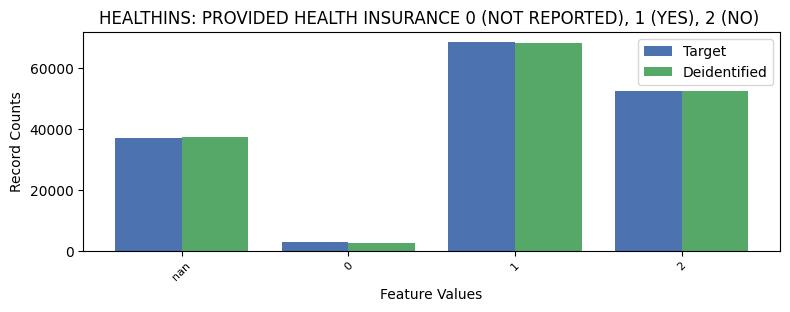 HEALTHINS: PROVIDED HEALTH INSURANCE 0 (NOT REPORTED), 1 (YES), 2 (NO)
Target
Deidentified
Record Counts
60000
40000
20000
0
nan
0
1
2
Feature Values